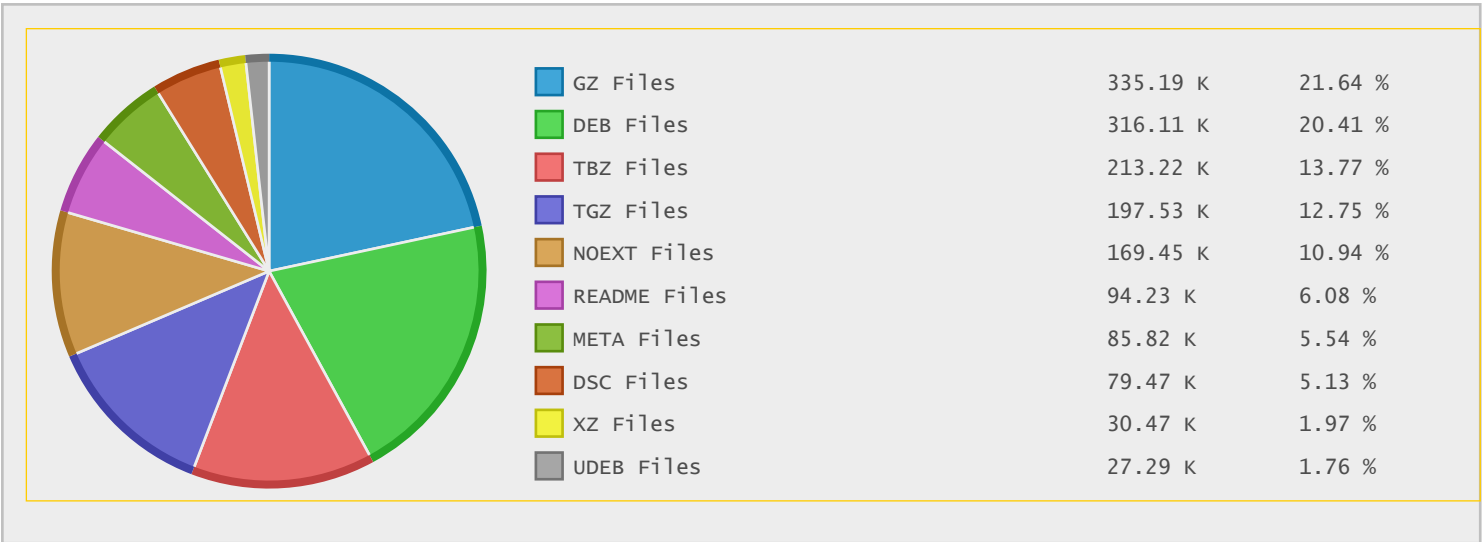 GZ Files 335.19 K 21.64 %
DEB Files 316.11 K 20.41 %
TBZ Files 213.22 K 13.77 %
TGZ Files 197.53 K 12.75 %
NOEXT Files 169.45 K 10.94 %
README Files 94.23 K 6.08 %
META Files 85.82 K 5.54 %
DSC Files 79.47 K 5.13 %
XZ Files 30.47 K 1.97 %
UDEB Files 27.29 K 1.76 %